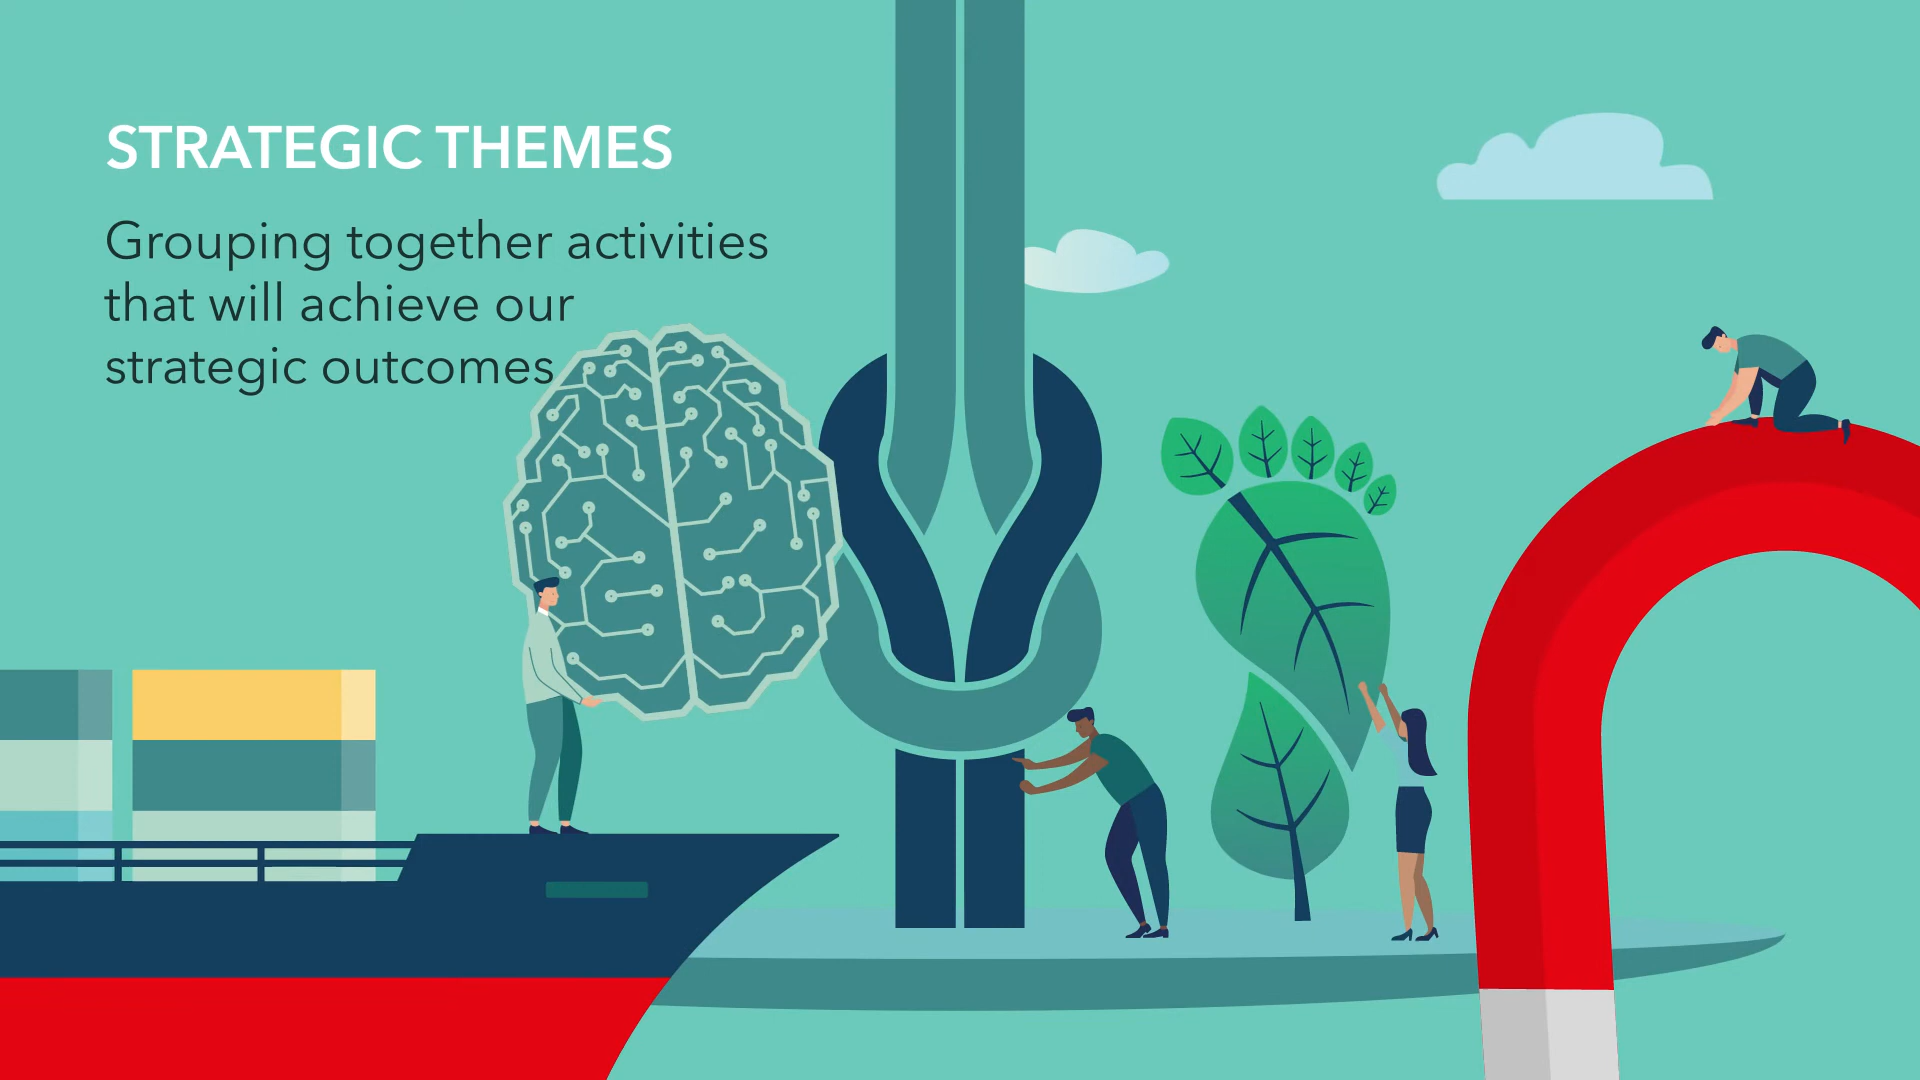 STRATEGIC THEMES
Grouping together activities
that will achieve our
strategic outcomes